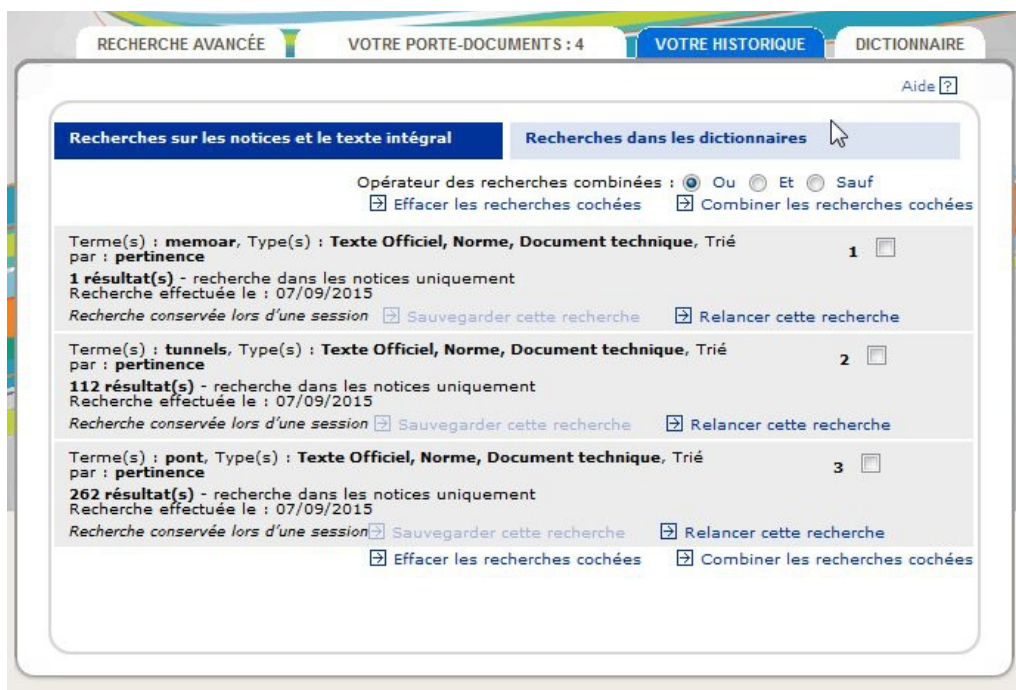 RECHERCHE AVANCÉE VOTRE PORTE-DOCUMENTS : 4 VOTRE HISTORIQUE DICTIONNAIRE
Aide ?
Recherches sur les notices et le texte intégral Recherches dans les dictionnaires
Opérateur des recherches combinées : Ou Et Sauf
Effacer les recherches cochées Combiner les recherches cochées
Terme(s) : memoar, Type(s) : Texte Officiel, Norme, Document technique, Trié 1
par : pertinence
1 résultat(s) - recherche dans les notices uniquement
Recherche effectuée le : 07/09/2015
Recherche conservée lors d'une session Sauvegarder cette recherche Relancer cette recherche
Terme(s) : tunnels, Type(s) : Texte Officiel, Norme, Document technique, Trié 2
par : pertinence
112 résultat(s) - recherche dans les notices uniquement
Recherche effectuée le : 07/09/2015
Recherche conservée lors d'une session Sauvegarder cette recherche Relancer cette recherche
Terme(s) : pont, Type(s) : Texte Officiel, Norme, Document technique, Trié 3
par : pertinence
262 résultat(s) - recherche dans les notices uniquement
Recherche effectuée le : 07/09/2015
Recherche conservée lors d'une session Sauvegarder cette recherche Relancer cette recherche
Effacer les recherches cochées Combiner les recherches cochées